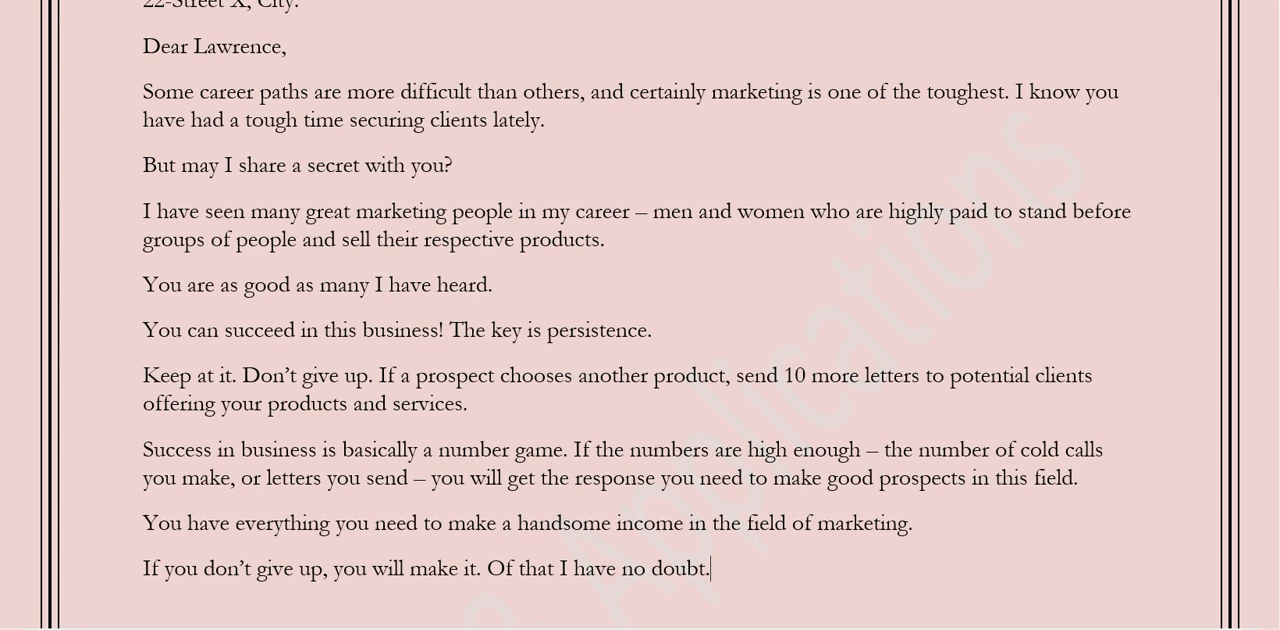 22-Street X, City.
Dear Lawrence,
Some career paths are more difficult than others, and certainly marketing is one of the toughest. I know you
have had a tough time securing clients lately.
But may I share a secret with you?
I have seen many great marketing people in my career – men and women who are highly paid to stand before
groups of people and sell their respective products.
You are as good as many I have heard.
You can succeed in this business! The key is persistence.
Keep at it. Don’t give up. If a prospect chooses another product, send 10 more letters to potential clients
offering your products and services.
Success in business is basically a number game. If the numbers are high enough – the number of cold calls
you make, or letters you send – you will get the response you need to make good prospects in this field.
You have everything you need to make a handsome income in the field of marketing.
If you don’t give up, you will make it. Of that I have no doubt.
Applications